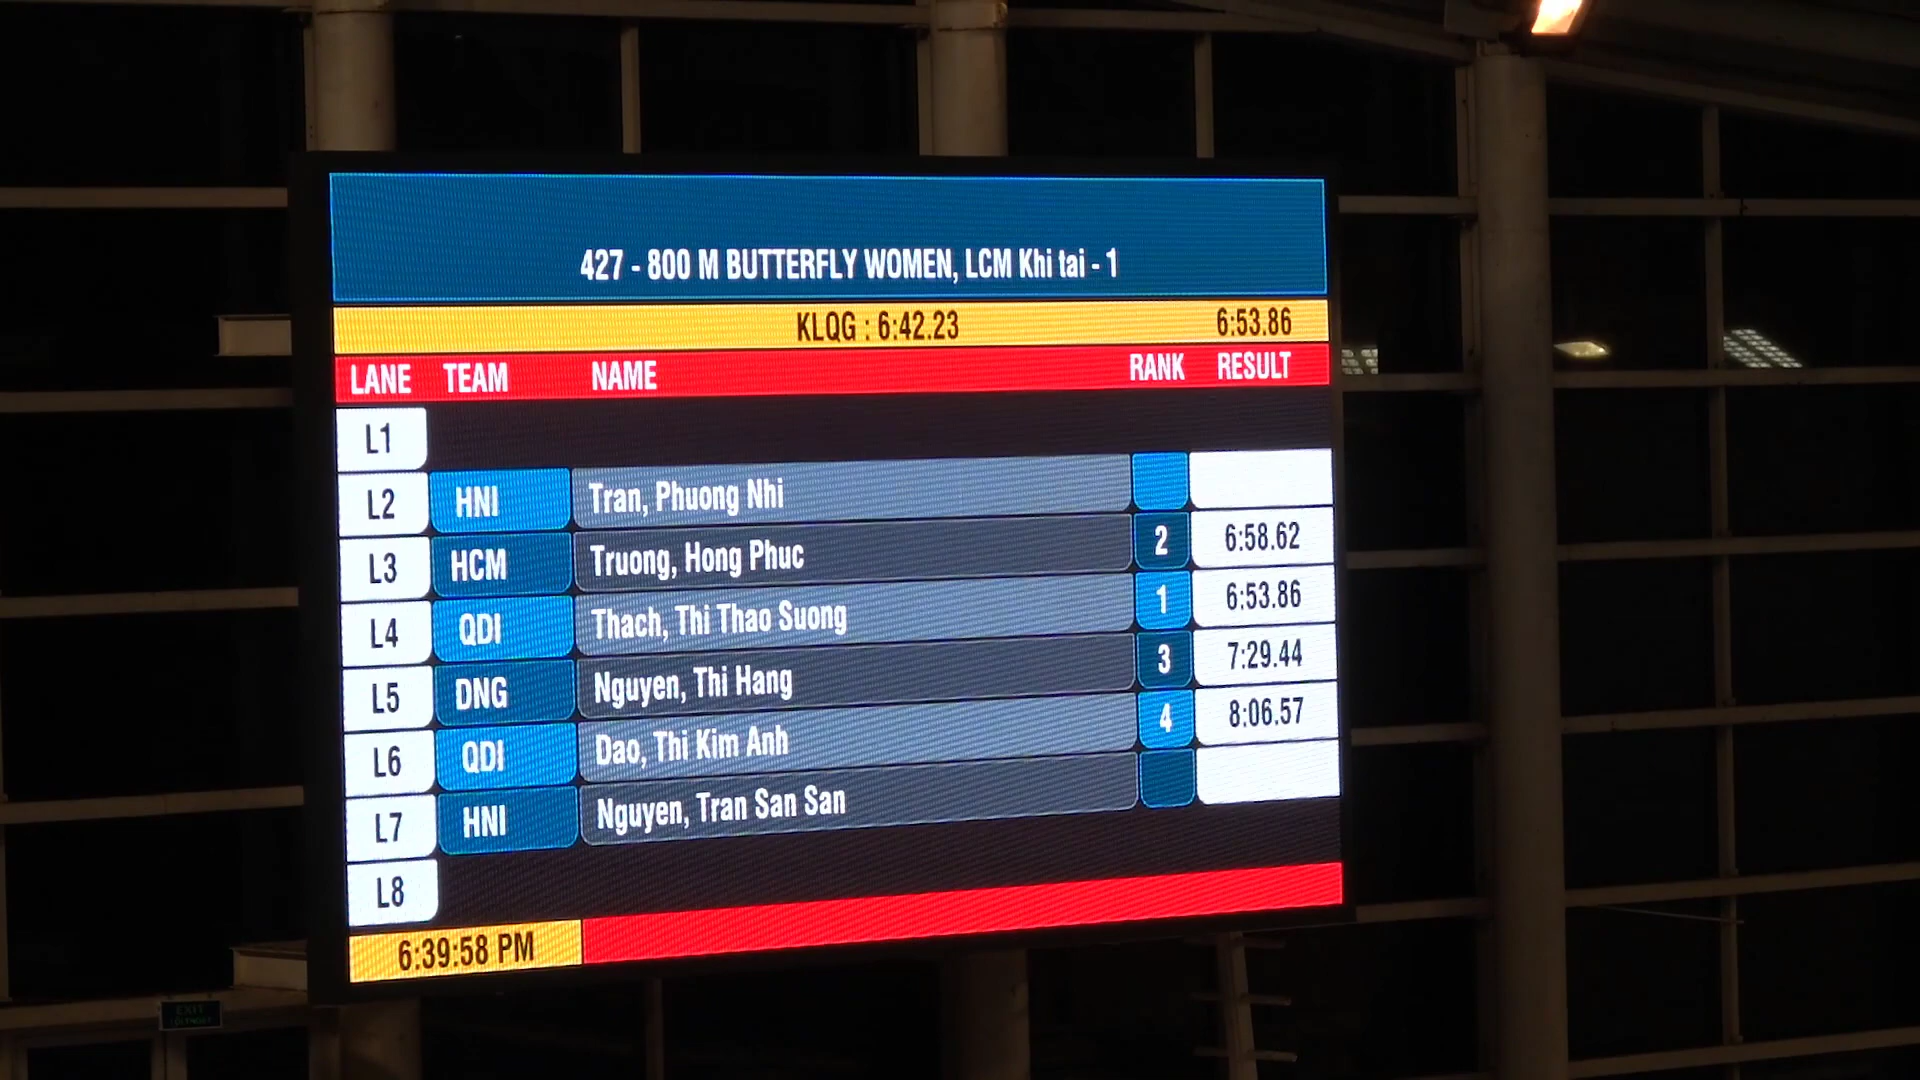 427 - 800 M BUTTERFLY WOMEN, LCM Khi tai - 1
KLQG : 6:42.23 6:53.86
LANE TEAM NAME RANK RESULT
L1
L2 HNI Tran, Phuong Nhi
L3 HCM Truong, Hong Phuc 2 6:58.62
L4 QDI Thach, Thi Thao Suong 1 6:53.86
L5 DNG Nguyen, Thi Hang 3 7:29.44
L6 QDI Dao, Thi Kim Anh 4 8:06.57
L7 HNI Nguyen, Tran San San
L8
6:39:58 PM
EXIT